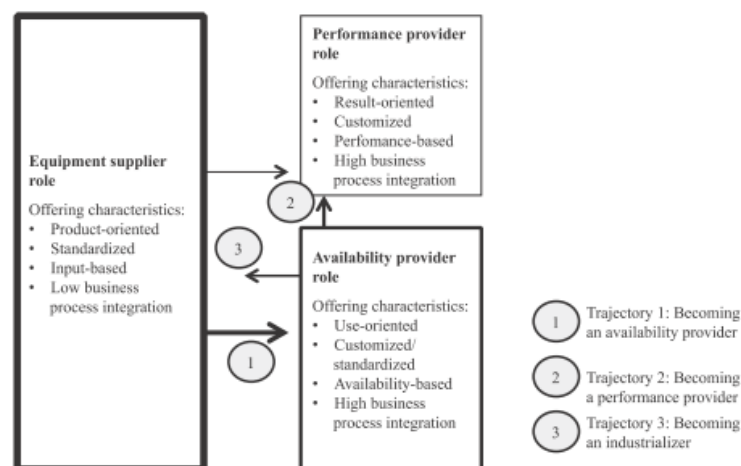 Equipment supplier
role
Offering characteristics:
• Product-oriented
• Standardized
• Input-based
• Low business
process integration
Performance provider
role
Offering characteristics:
• Result-oriented
• Customized
• Perfomance-based
• High business
process integration
2
3
1
Availability provider
role
Offering characteristics:
• Use-oriented
• Customized/
standardized
• Availability-based
• High business
process integration
1 Trajectory 1: Becoming
an availability provider
2 Trajectory 2: Becoming
a performance provider
3 Trajectory 3: Becoming
an industrializer